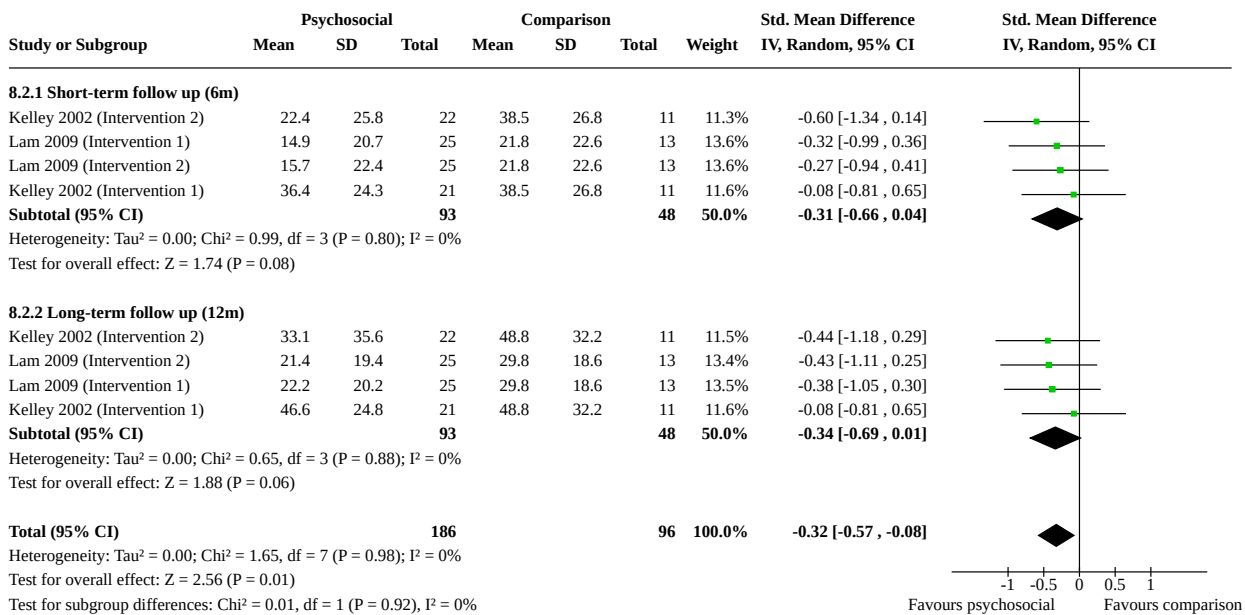 Psychosocial Comparison Std. Mean Difference Std. Mean Difference
Study or Subgroup Mean SD Total Mean SD Total Weight IV, Random, 95% CI IV, Random, 95% CI
8.2.1 Short-term follow up (6m)
Kelley 2002 (Intervention 2) 22.4 25.8 22 38.5 26.8 11 11.3% -0.60 [-1.34 , 0.14]
Lam 2009 (Intervention 1) 14.9 20.7 25 21.8 22.6 13 13.6% -0.32 [-0.99 , 0.36]
Lam 2009 (Intervention 2) 15.7 22.4 25 21.8 22.6 13 13.6% -0.27 [-0.94 , 0.41]
Kelley 2002 (Intervention 1) 36.4 24.3 21 38.5 26.8 11 11.6% -0.08 [-0.81 , 0.65]
Subtotal (95% CI) 93 48 50.0% -0.31 [-0.66 , 0.04]
Heterogeneity: Tau² = 0.00; Chi² = 0.99, df = 3 (P = 0.80); I² = 0%
Test for overall effect: Z = 1.74 (P = 0.08)
8.2.2 Long-term follow up (12m)
Kelley 2002 (Intervention 2) 33.1 35.6 22 48.8 32.2 11 11.5% -0.44 [-1.18 , 0.29]
Lam 2009 (Intervention 2) 21.4 19.4 25 29.8 18.6 13 13.4% -0.43 [-1.11 , 0.25]
Lam 2009 (Intervention 1) 22.2 20.2 25 29.8 18.6 13 13.5% -0.38 [-1.05 , 0.30]
Kelley 2002 (Intervention 1) 46.6 24.8 21 48.8 32.2 11 11.6% -0.08 [-0.81 , 0.65]
Subtotal (95% CI) 93 48 50.0% -0.34 [-0.69 , 0.01]
Heterogeneity: Tau² = 0.00; Chi² = 0.65, df = 3 (P = 0.88); I² = 0%
Test for overall effect: Z = 1.88 (P = 0.06)
Total (95% CI) 186 96 100.0% -0.32 [-0.57 , -0.08]
Heterogeneity: Tau² = 0.00; Chi² = 1.65, df = 7 (P = 0.98); I² = 0%
Test for overall effect: Z = 2.56 (P = 0.01) -1 -0.5 0 0.5 1
Test for subgroup differences: Chi² = 0.01, df = 1 (P = 0.92), I² = 0% Favours psychosocial Favours comparison